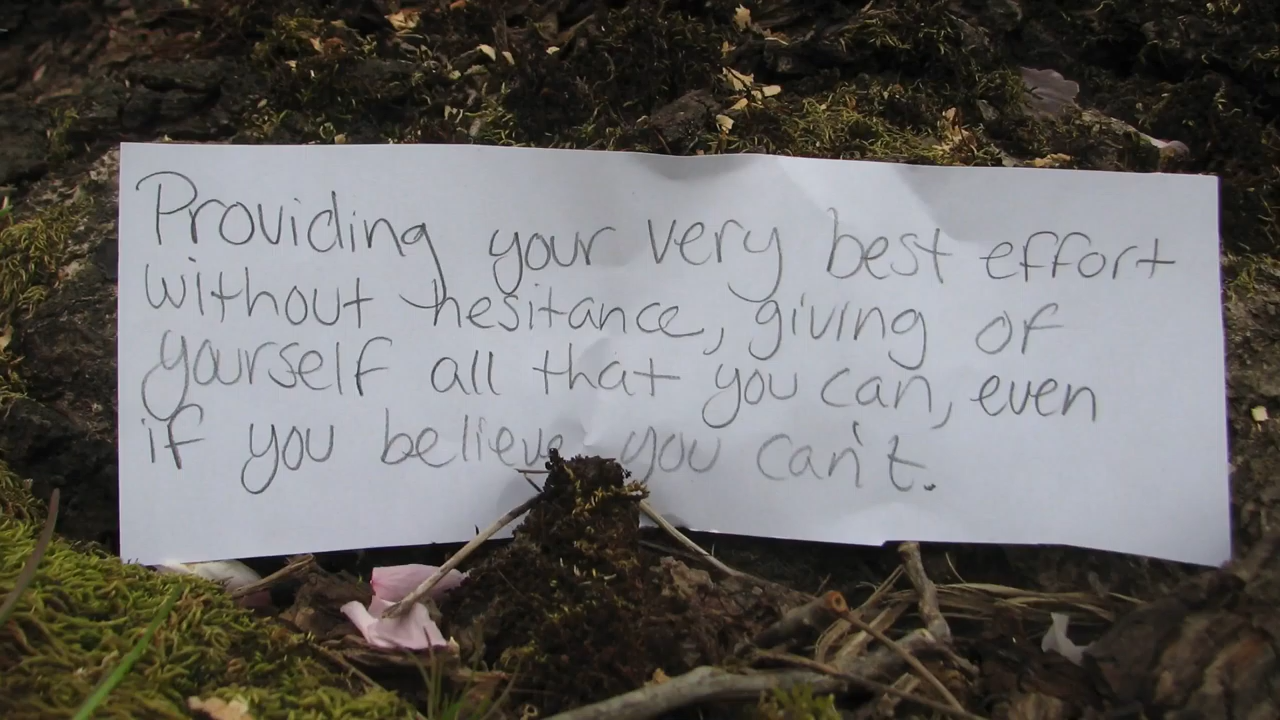 Providing your very best effort
without hesitance, giving of
yourself all that you can, even
if you believe you can't.